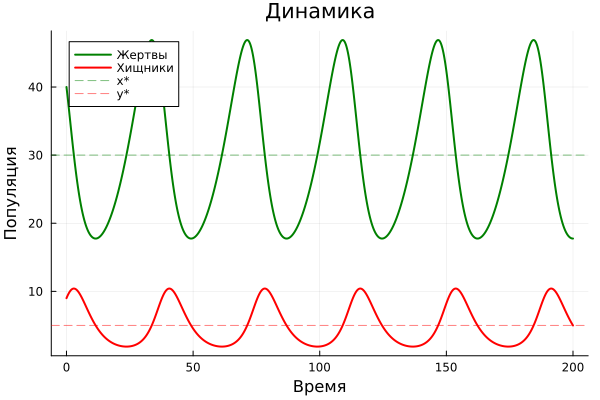 Динамика
Жертвы
Хищники
x*
y*
Популяция
40
30
20
10
0
50
100
150
200
Время